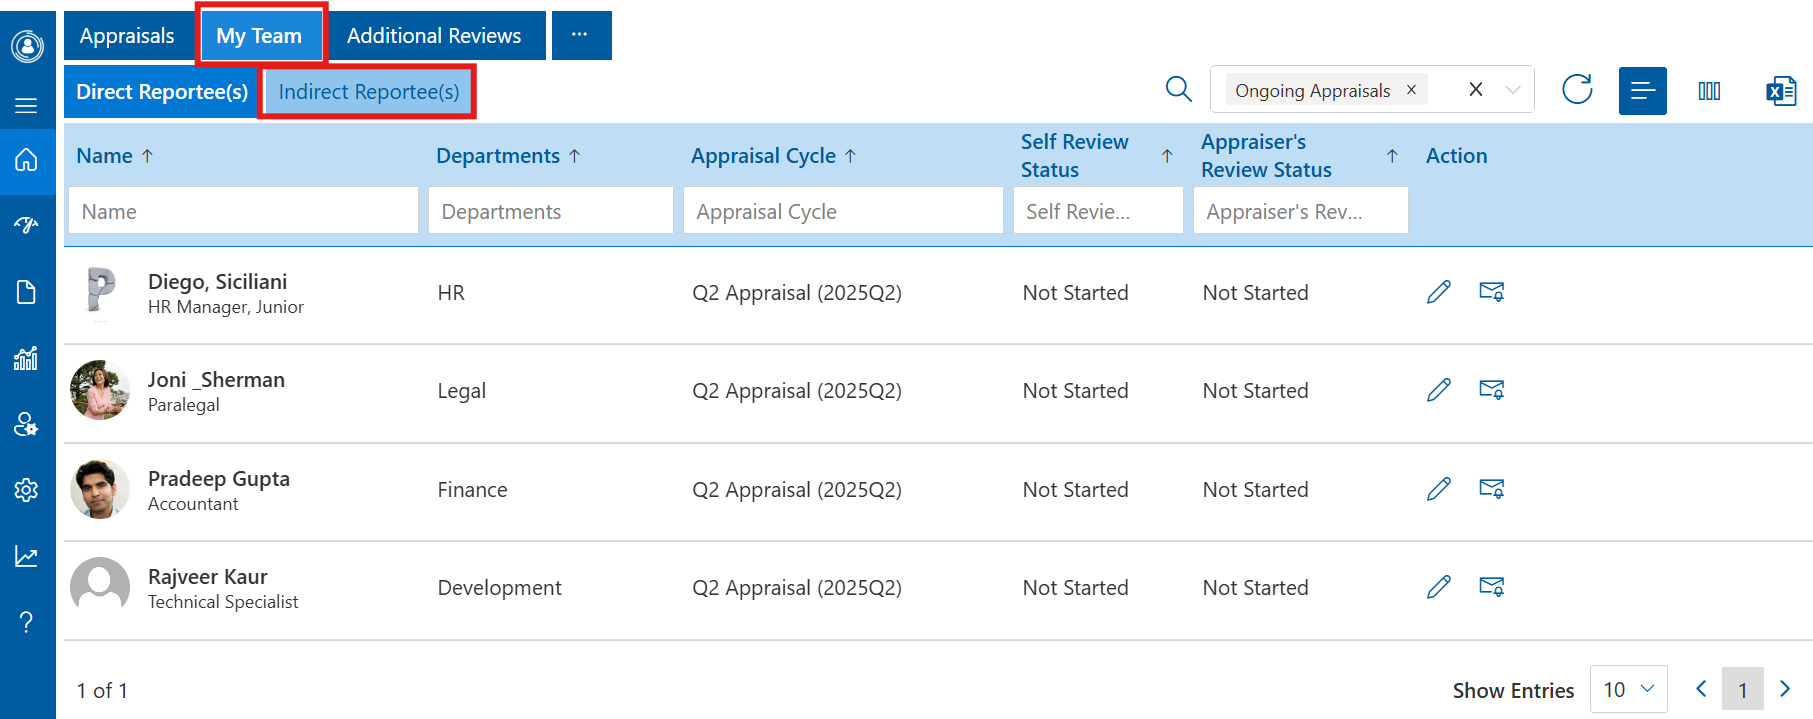 Appraisals My Team Additional Reviews ...
Direct Reportee(s) Indirect Reportee(s) Ongoing Appraisals
Name Departments Appraisal Cycle Self Review Status Appraiser's Review Status Action
Name Departments Appraisal Cycle Self Revie... Appraiser's Rev...
Diego, Siciliani
HR Manager, Junior
HR Q2 Appraisal (2025Q2) Not Started Not Started
Joni _Sherman
Paralegal
Legal Q2 Appraisal (2025Q2) Not Started Not Started
Pradeep Gupta
Accountant
Finance Q2 Appraisal (2025Q2) Not Started Not Started
Rajveer Kaur
Technical Specialist
Development Q2 Appraisal (2025Q2) Not Started Not Started
1 of 1 Show Entries 10 1